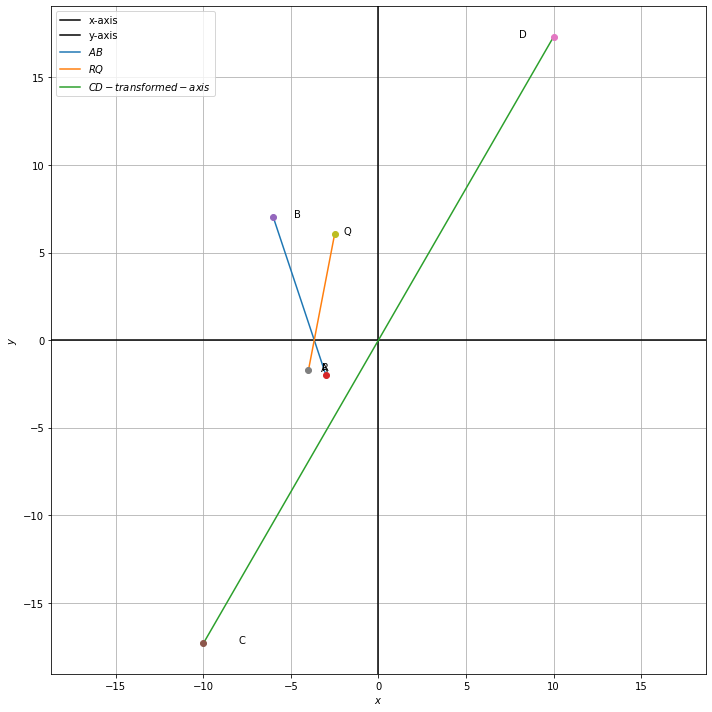 x-axis
y-axis
AB
RQ
CD − transformed − axis
D
B
Q
R
A
C
15
10
5
0
−5
−10
−15
y
−15
−10
−5
0
5
10
15
x